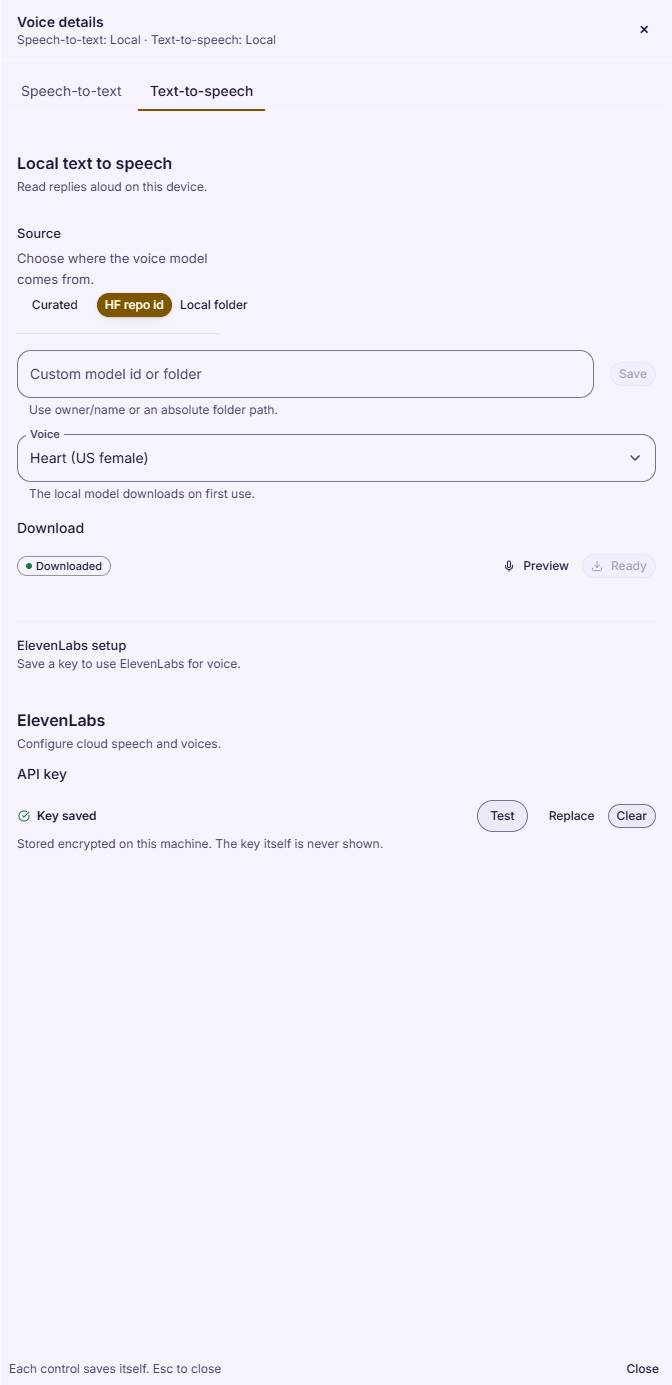 Voice details
Speech-to-text: Local · Text-to-speech: Local
Speech-to-text
Text-to-speech
Local text to speech
Read replies aloud on this device.
Source
Choose where the voice model
comes from.
Curated
HF repo id
Local folder
Custom model id or folder
Save
Use owner/name or an absolute folder path.
Voice
Heart (US female)
The local model downloads on first use.
Download
Downloaded
Preview
Ready
ElevenLabs setup
Save a key to use ElevenLabs for voice.
ElevenLabs
Configure cloud speech and voices.
API key
Key saved
Test
Replace
Clear
Stored encrypted on this machine. The key itself is never shown.
Each control saves itself. Esc to close
Close